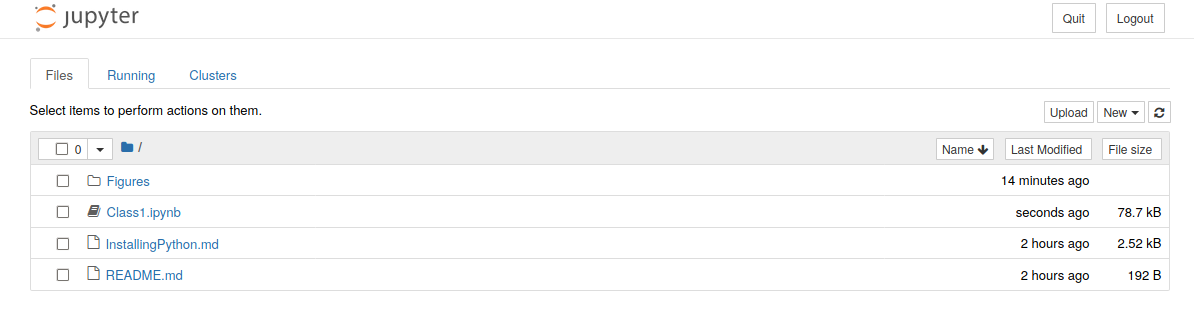 jupyter Quit Logout
Files Running Clusters
Select items to perform actions on them. Upload New
0 / Name Last Modified File size
Figures 14 minutes ago
Class1.ipynb seconds ago 78.7 kB
InstallingPython.md 2 hours ago 2.52 kB
README.md 2 hours ago 192 B